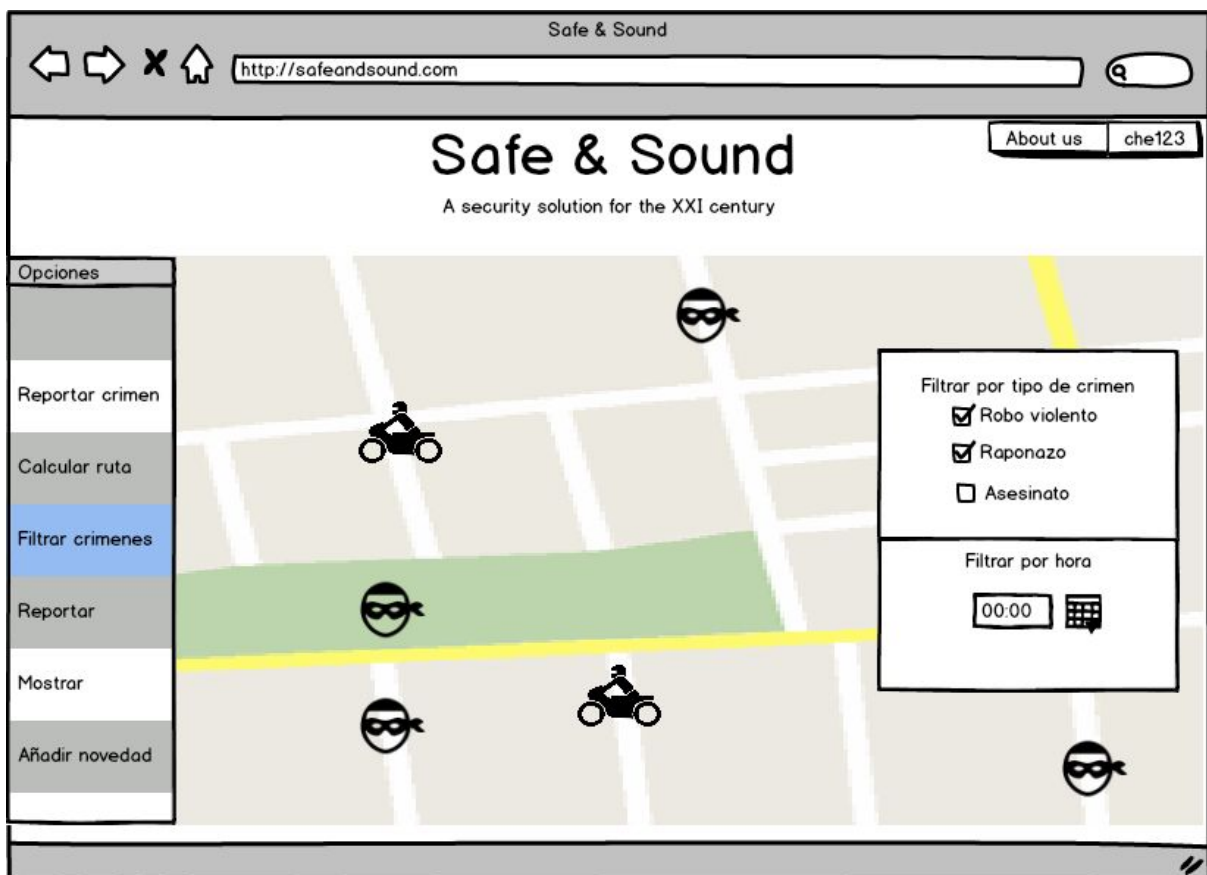 Safe & Sound
http://safeandsound.com
About us
che123
Safe & Sound
A security solution for the XXI century
Opciones
Reportar crimen
Calcular ruta
Filtrar crimenes
Reportar
Mostrar
Añadir novedad
Filtrar por tipo de crimen
Robo violento
Raponazo
Asesinato
Filtrar por hora
00:00